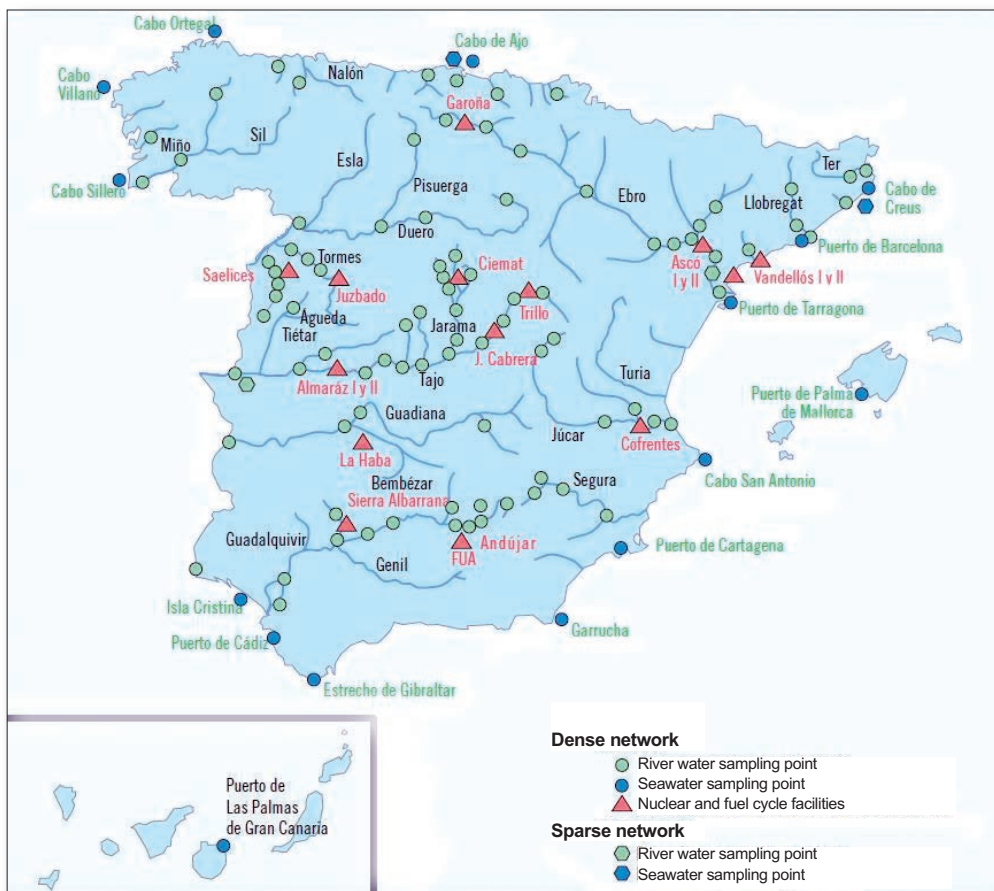 Cabo Ortegal
Cabo de Ajo
Cabo
Villano
Nalón
Garoña
Miño
Sil
Esla
Ter
Cabo Sillero
Pisuerga
Ebro
Llobregat
Cabo de
Creus
Duero
Tormes
Saelices
Juzbado
Ciemat
Ascó
I y II
Puerto de Barcelona
Vandellós I y II
Agueda
Tiétar
Jarama
Trillo
Puerto de Tarragona
J. Cabrera
Almaráz I y II
Tajo
Turia
Puerto de Palma
de Mallorca
Guadiana
Júcar
Cofrentes
La Haba
Cabo San Antonio
Bembézar
Segura
Sierra Albarrana
Guadalquivir
Andújar
FUA
Genil
Puerto de Cartagena
Isla Cristina
Garrucha
Puerto de Cádiz
Estrecho de Gibraltar
Puerto de
Las Palmas
de Gran Canaria
Dense network
River water sampling point
Seawater sampling point
Nuclear and fuel cycle facilities
Sparse network
River water sampling point
Seawater sampling point